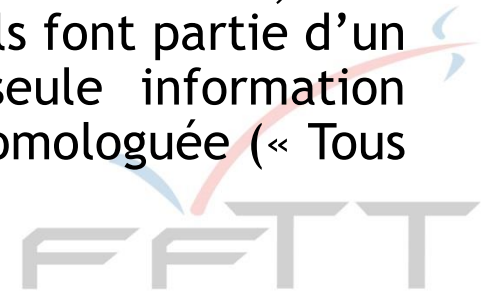 ls font partie d’un
seule information
omologuée (« Tous
FFTT